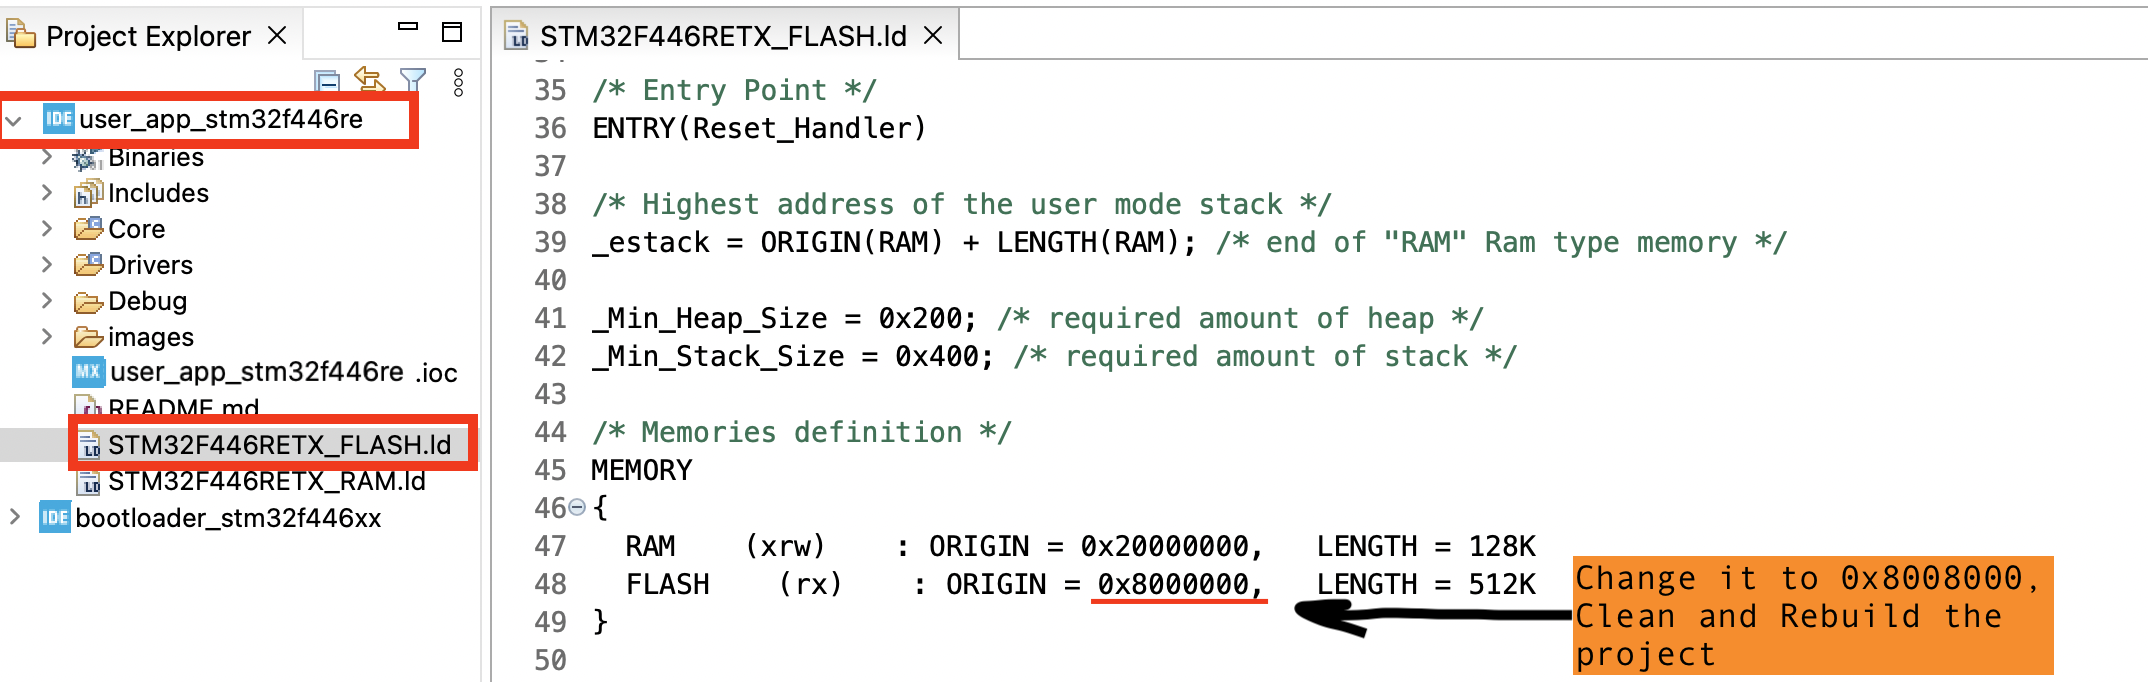 Project Explorer
user_app_stm32f446re
Binaries
Includes
Core
Drivers
Debug
images
MX user_app_stm32f446re .ioc
README.md
STM32F446RETX_FLASH.ld
STM32F446RETX_RAM.ld
IDE bootloader_stm32f446xx
STM32F446RETX_FLASH.ld
35 /* Entry Point */
36 ENTRY(Reset_Handler)
37
38 /* Highest address of the user mode stack */
39 _estack = ORIGIN(RAM) + LENGTH(RAM); /* end of "RAM" Ram type memory */
40
41 _Min_Heap_Size = 0x200; /* required amount of heap */
42 _Min_Stack_Size = 0x400; /* required amount of stack */
43
44 /* Memories definition */
45 MEMORY
46 {
47 RAM (xrw) : ORIGIN = 0x20000000, LENGTH = 128K
48 FLASH (rx) : ORIGIN = 0x8000000, LENGTH = 512K
49 }
50
Change it to 0x8008000,
Clean and Rebuild the
project